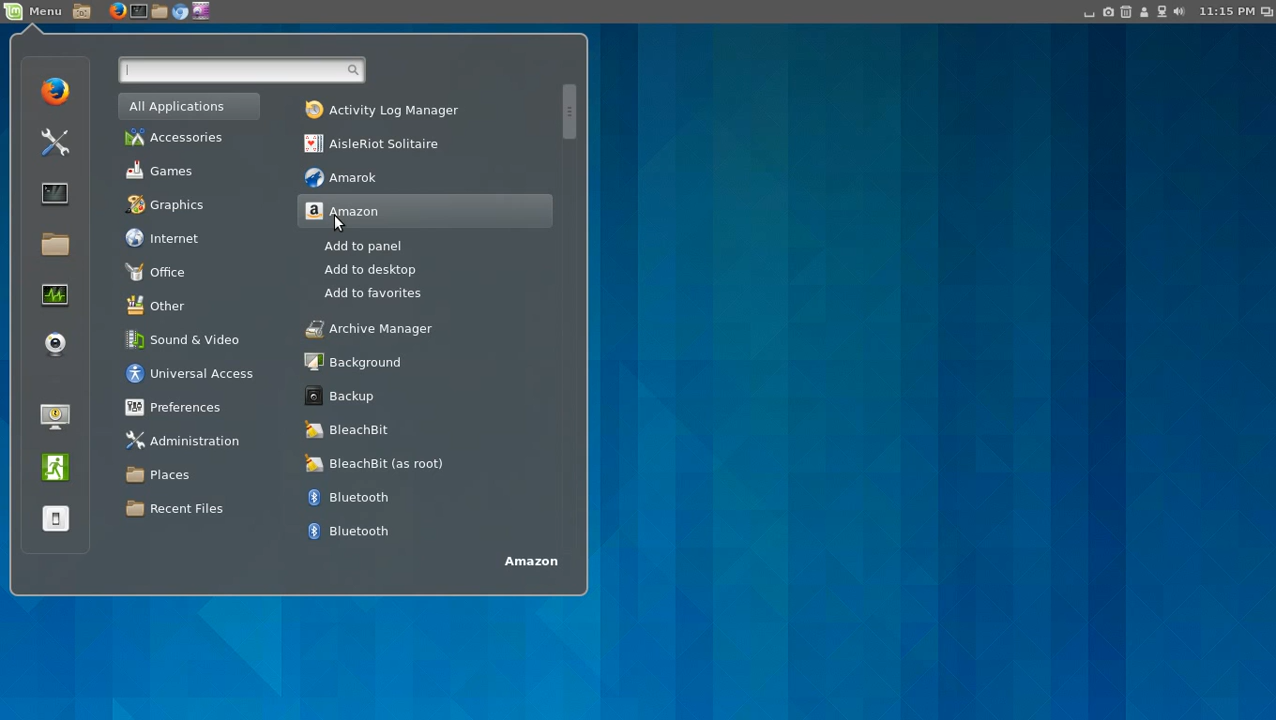 Menu
11:15 PM
All Applications
Accessories
Games
Graphics
Internet
Office
Other
Sound & Video
Universal Access
Preferences
Administration
Places
Recent Files
Activity Log Manager
AisleRiot Solitaire
Amarok
Amazon
Add to panel
Add to desktop
Add to favorites
Archive Manager
Background
Backup
BleachBit
BleachBit (as root)
Bluetooth
Bluetooth
Amazon